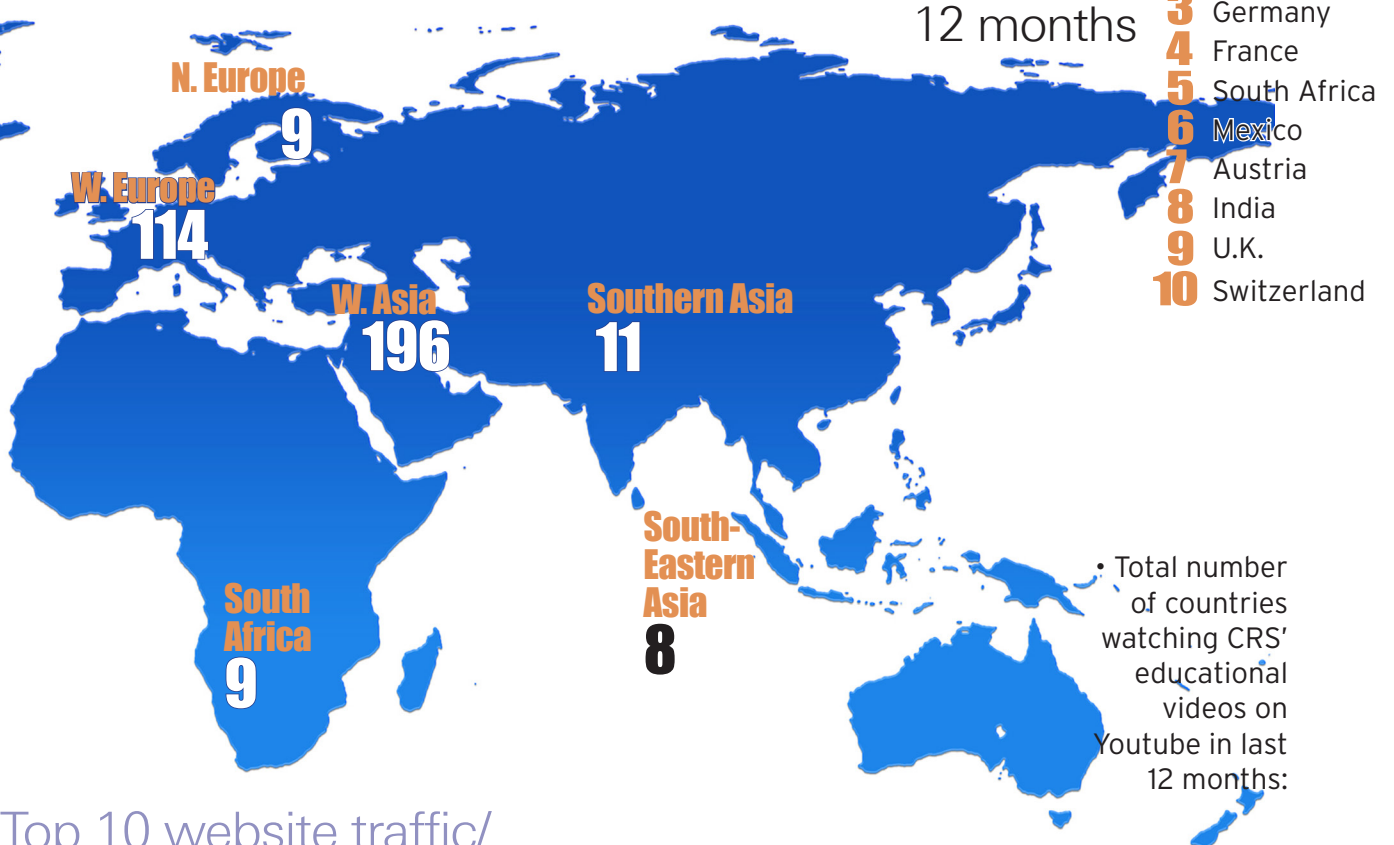 12 months
3 Germany
4 France
5 South Africa
6 Mexico
7 Austria
8 India
9 U.K.
10 Switzerland
N. Europe
9
W. Europe
114
W. Asia
196
Southern Asia
11
South-
Eastern
Asia
8
South
Africa
9
• Total number
of countries
watching CRS'
educational
videos on
Youtube in last
12 months:
Top 10 website traffic/